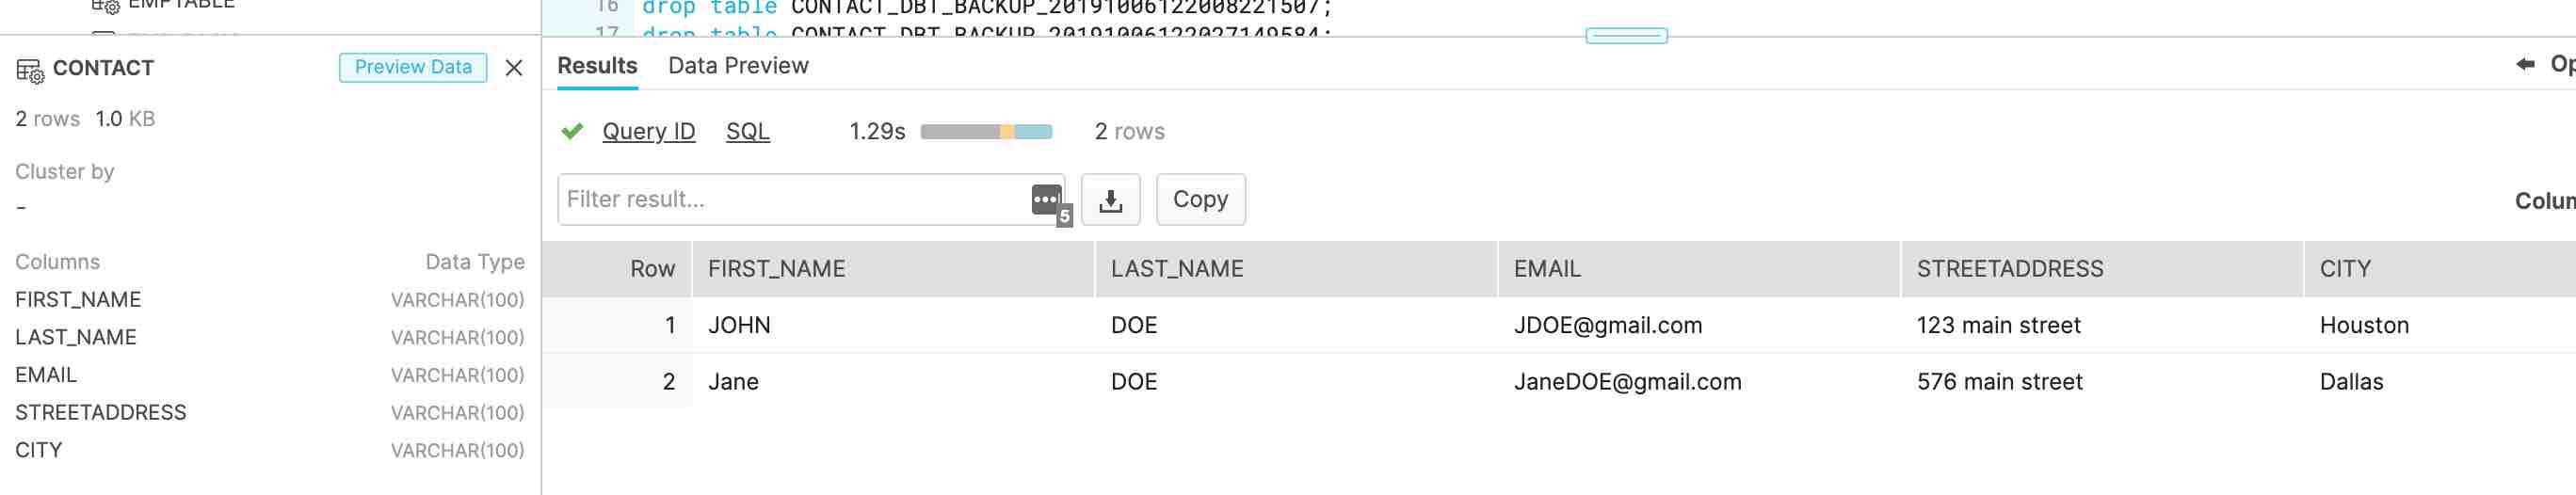 EMPTABLE
16 drop table CONTACT_DBT_BACKUP_20191006122008221507;
17 drop table CONTACT_DBT_BACKUP_20191006122027149584;
CONTACT Preview Data
2 rows 1.0 KB
Cluster by
-
Columns Data Type
FIRST_NAME VARCHAR(100)
LAST_NAME VARCHAR(100)
EMAIL VARCHAR(100)
STREETADDRESS VARCHAR(100)
CITY VARCHAR(100)
Results Data Preview
Query ID SQL 1.29s 2 rows
Filter result... 5 Copy
Row FIRST_NAME LAST_NAME EMAIL STREETADDRESS CITY
1 JOHN DOE JDOE@gmail.com 123 main street Houston
2 Jane DOE JaneDOE@gmail.com 576 main street Dallas